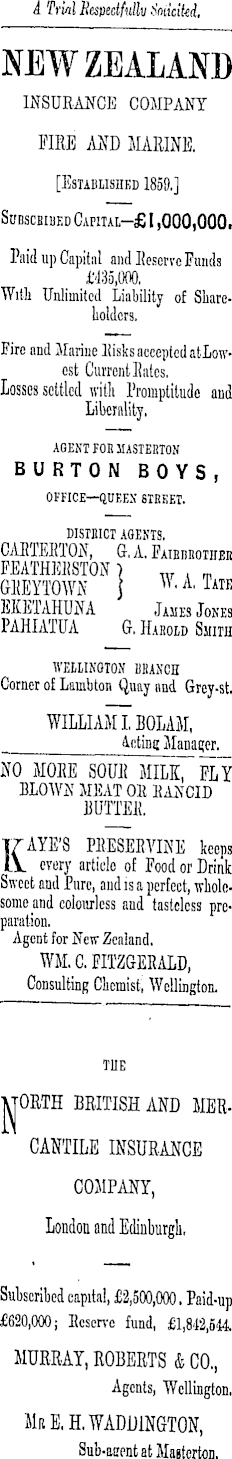 A Trial Respectfully Solicited.
NEW ZEALAND
INSURANCE COMPANY
FIRE AND MARINE.
[ESTABLISHED 1859.]
SUBSCRIBED CAPITAL—£1,000,000.
Paid up Capital and Reserve Funds
£435,000.
With Unlimited Liability of Share-
holders.
Fire and Marine Risks accepted at Low-
est Current Rates.
Losses settled with Promptitude and
Liberality.
AGENT FOR MASTERTON
BURTON BOYS,
OFFICE—QUEEN STREET.
DISTRICT AGENTS.
CARTERTON, G. A. FAIRBROTHER
FEATHERSTON }
GREYTOWN } W. A. TATE
EKETAHUNA JAMES JONES
PAHIATUA G. HAROLD SMITH
WELLINGTON BRANCH
Corner of Lambton Quay and Grey-st.
WILLIAM I. BOLAM,
Acting Manager.
NO MORE SOUR MILK, FLY
BLOWN MEAT OR RANCID
BUTTER.
KAYE'S PRESERVINE keeps
every article of Food or Drink
Sweet and Pure, and is a perfect, whole-
some and colourless and tasteless pre-
paration.
Agent for New Zealand.
WM. C. FITZGERALD,
Consulting Chemist, Wellington.
THE
NORTH BRITISH AND MER-
CANTILE INSURANCE
COMPANY,
London and Edinburgh.
Subscribed capital, £2,500,000. Paid-up
£620,000; Reserve fund, £1,842,544.
MURRAY, ROBERTS & CO.,
Agents, Wellington.
MR E. H. WADDINGTON,
Sub-agent at Masterton.